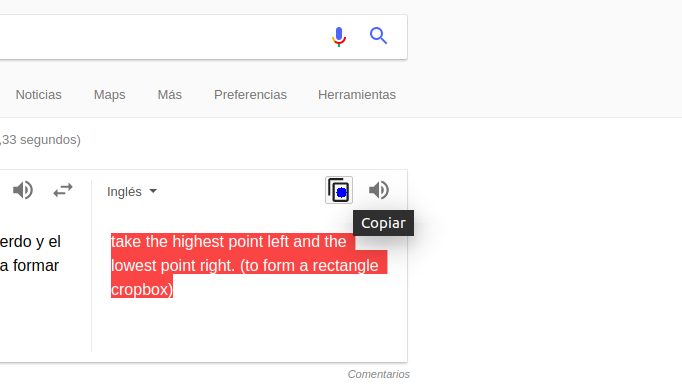 Noticias Maps Más Preferencias Herramientas
,33 segundos)
Inglés
Copiar
erdo y el
a formar
take the highest point left and the
lowest point right. (to form a rectangle
cropbox)
Comentarios